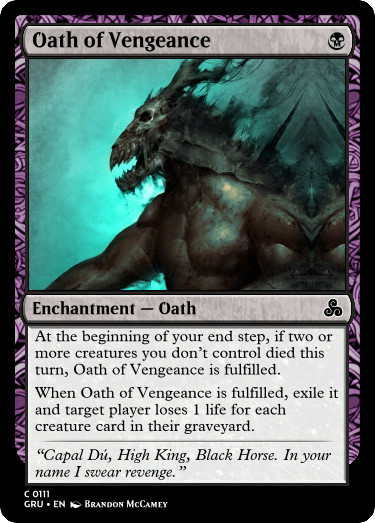 Oath of Vengeance
Enchantment — Oath
At the beginning of your end step, if two or
more creatures you don't control died this
turn, Oath of Vengeance is fulfilled.
When Oath of Vengeance is fulfilled, exile it
and target player loses 1 life for each
creature card in their graveyard.
“Capal Dú, High King, Black Horse. In your
name I swear revenge.”
C 0111
GRU • EN Brandon McCamey